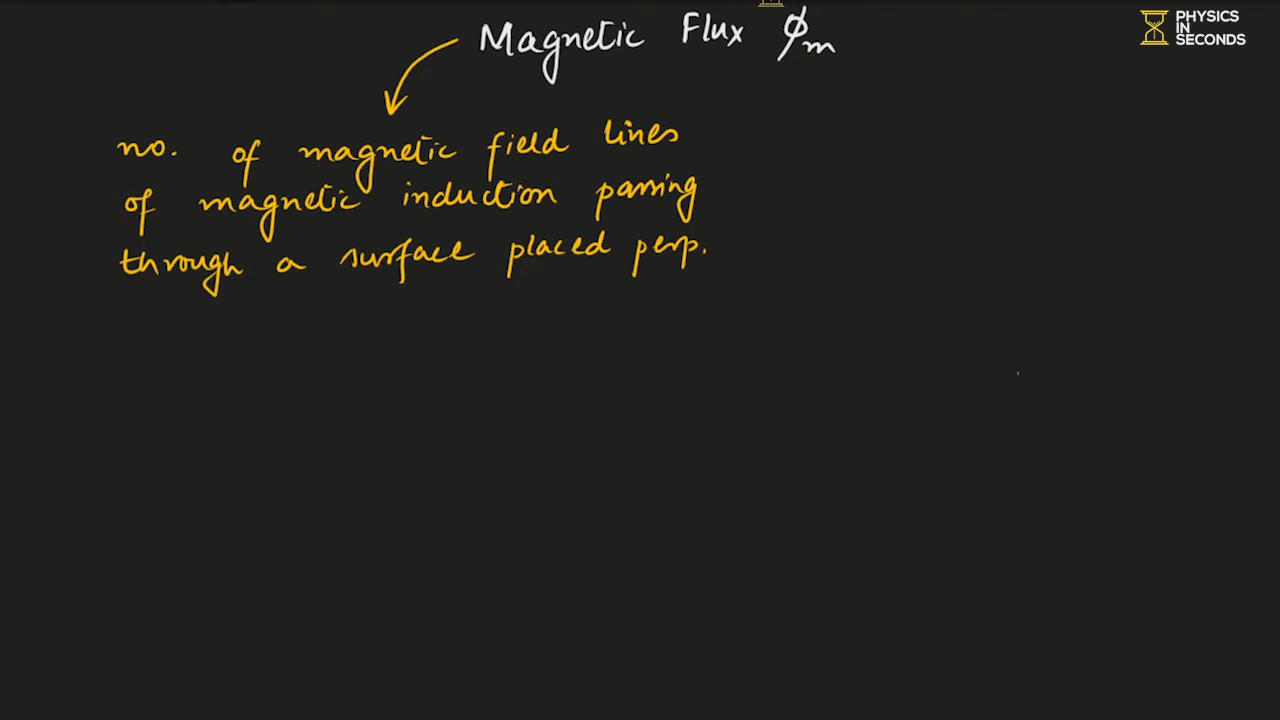 Magnetic Flux ϕm
PHYSICS
IN
SECONDS
no. of magnetic field lines
of magnetic induction passing
through a surface placed perp.